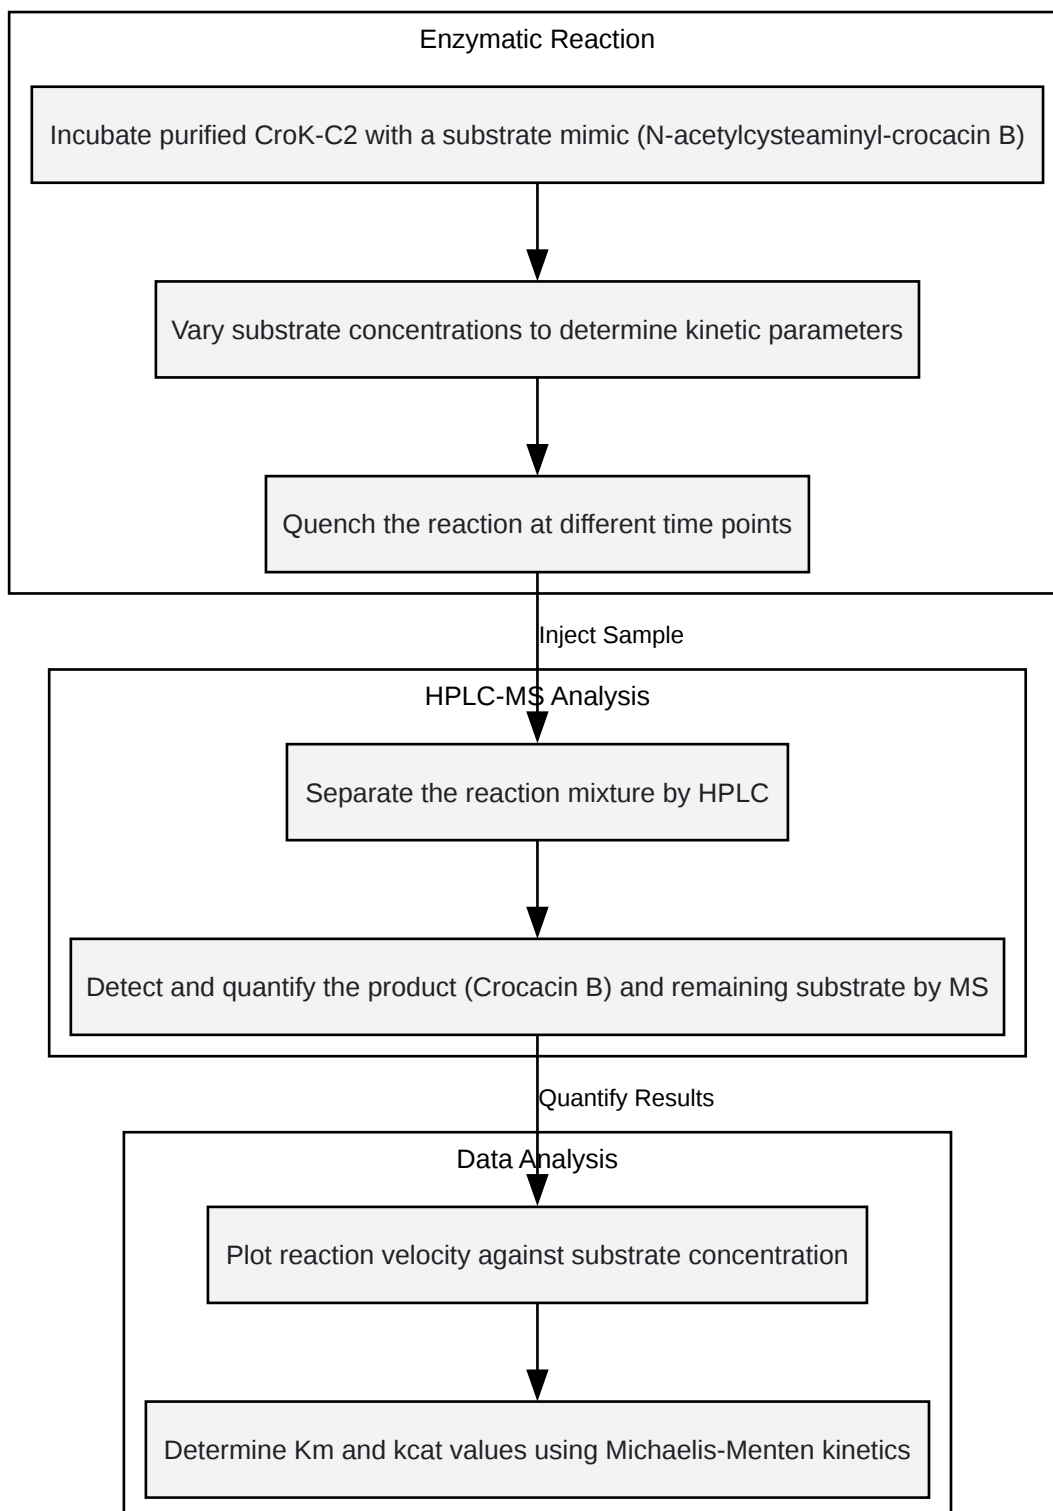 Enzymatic Reaction
Incubate purified CroK-C2 with a substrate mimic (N-acetylcysteaminyl-crocacin B)
Vary substrate concentrations to determine kinetic parameters
Quench the reaction at different time points
Inject Sample
HPLC-MS Analysis
Separate the reaction mixture by HPLC
Detect and quantify the product (Crocacin B) and remaining substrate by MS
Quantify Results
Data Analysis
Plot reaction velocity against substrate concentration
Determine Km and kcat values using Michaelis-Menten kinetics